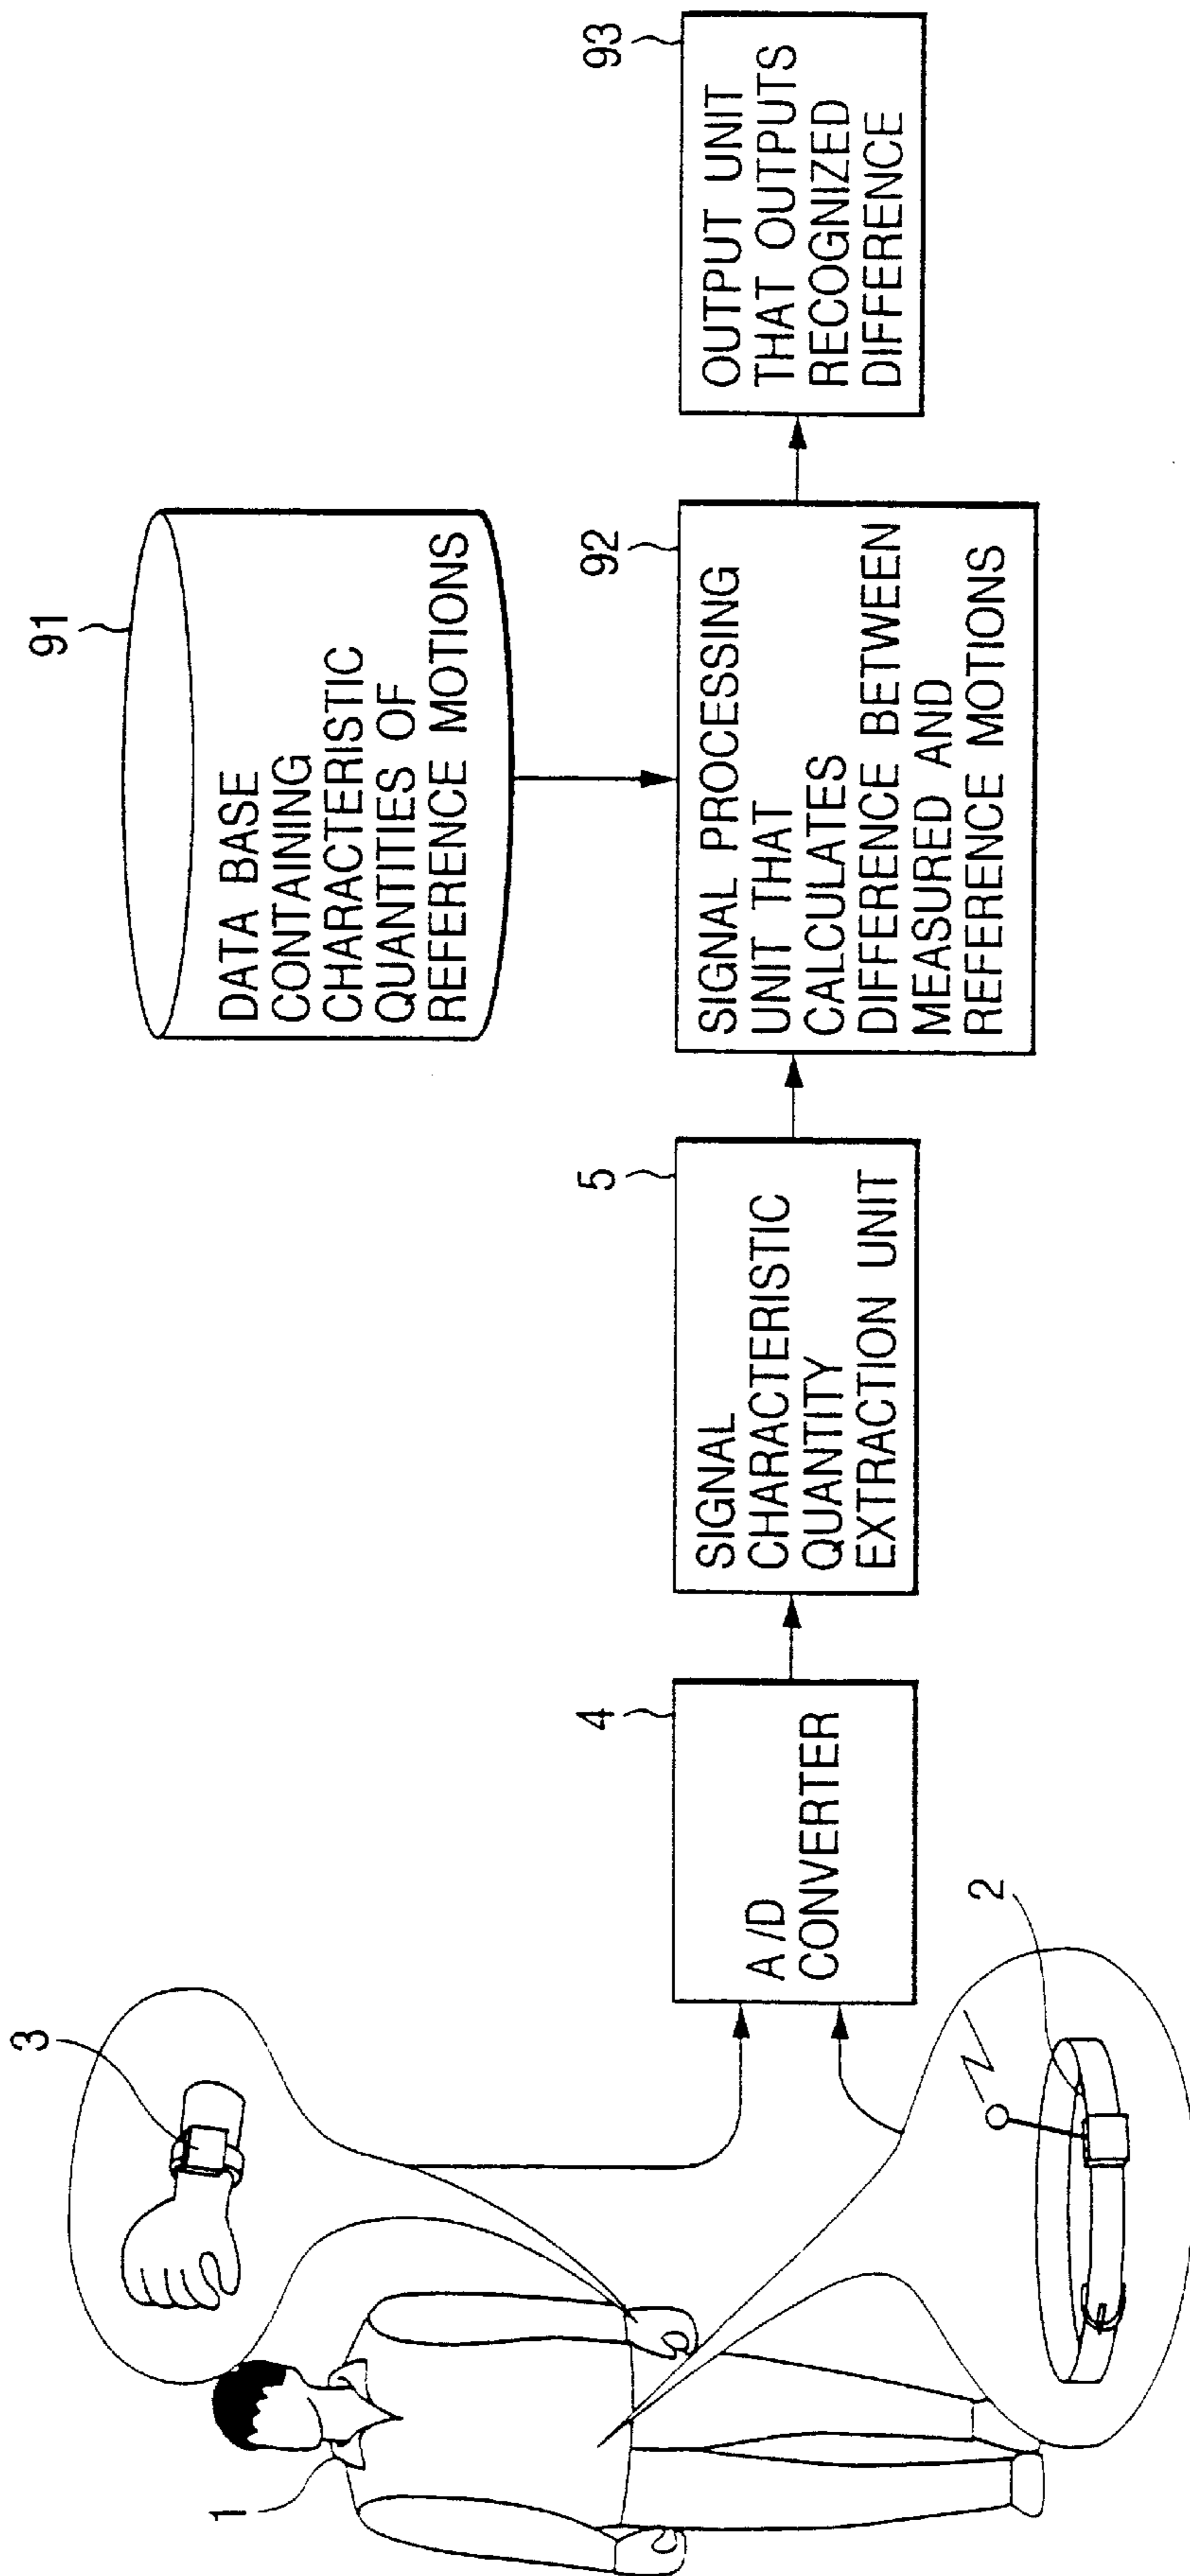 1
3
2
4
A/D
CONVERTER
5
SIGNAL
CHARACTERISTIC
QUANTITY
EXTRACTION UNIT
91
DATA BASE
CONTAINING
CHARACTERISTIC
QUANTITIES OF
REFERENCE MOTIONS
92
SIGNAL PROCESSING
UNIT THAT
CALCULATES
DIFFERENCE BETWEEN
MEASURED AND
REFERENCE MOTIONS
93
OUTPUT UNIT
THAT OUTPUTS
RECOGNIZED
DIFFERENCE